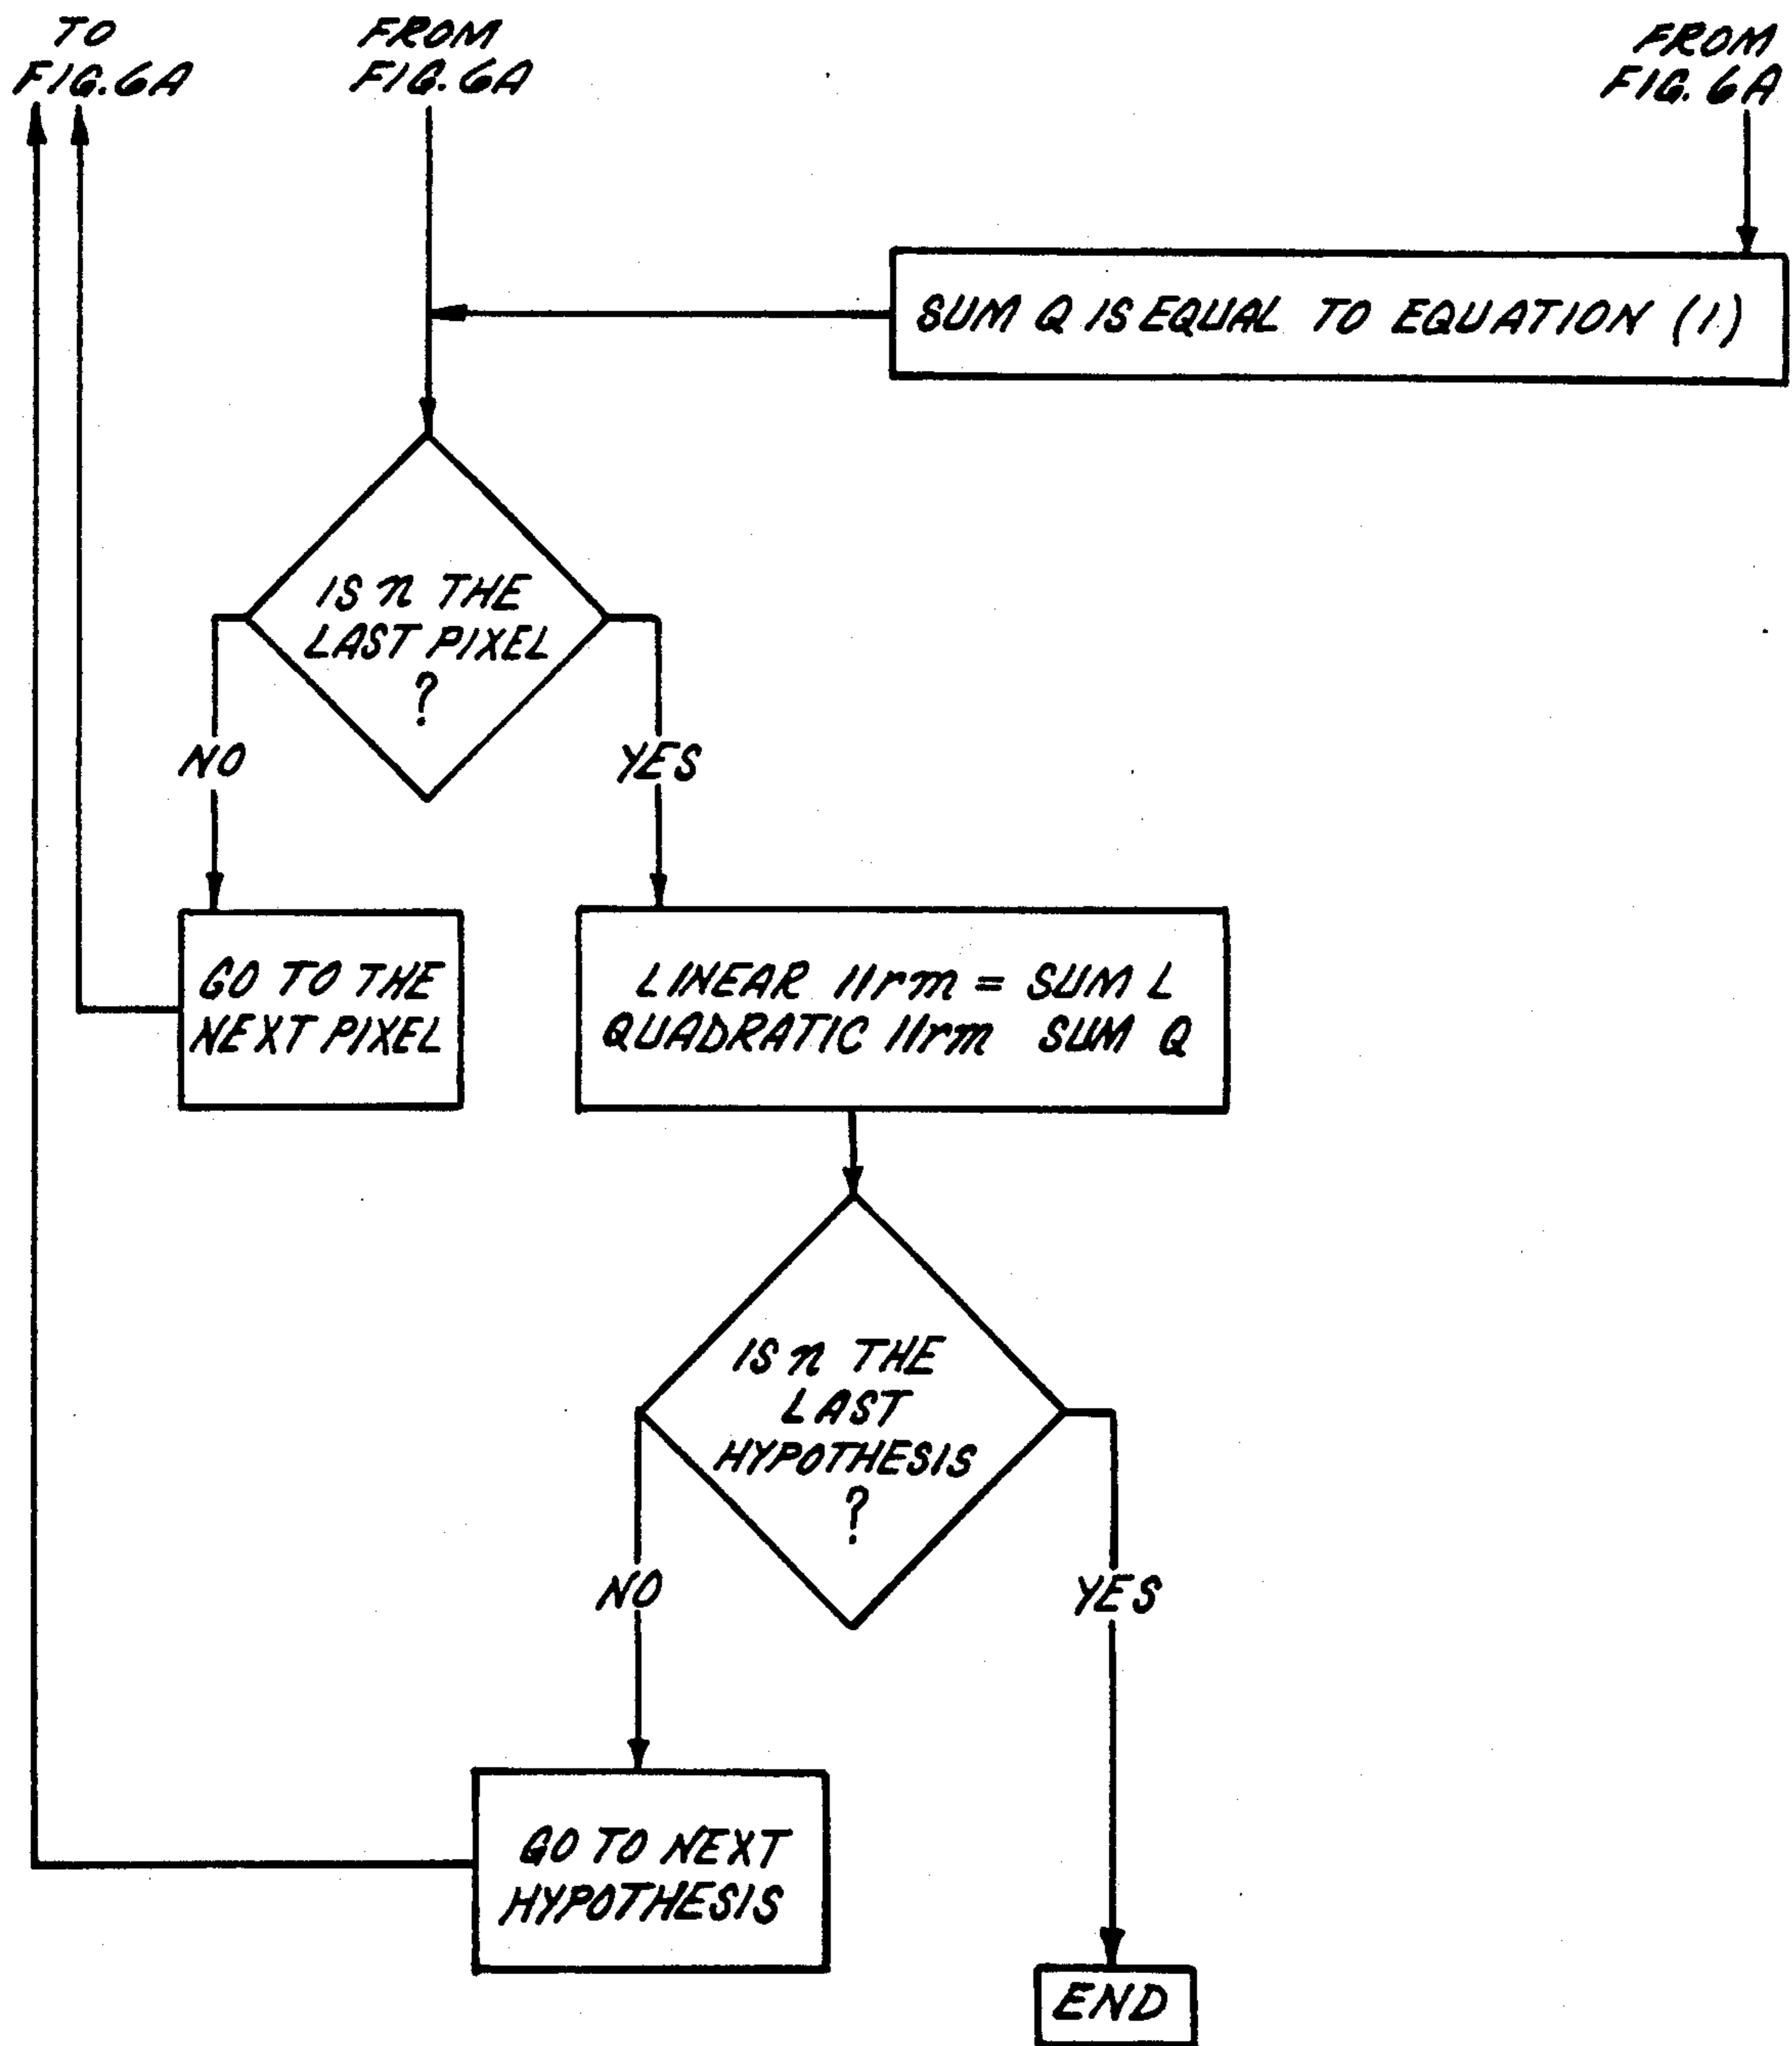 TO
FIG. 6A
FROM
FIG. 6A
FROM
FIG. 6A
SUM Q IS EQUAL TO EQUATION (1)
IS n THE
LAST PIXEL
?
NO
YES
GO TO THE
NEXT PIXEL
LINEAR llrm = SUM L
QUADRATIC llrm SUM Q
IS n THE
LAST
HYPOTHESIS
?
NO
YES
GO TO NEXT
HYPOTHESIS
END